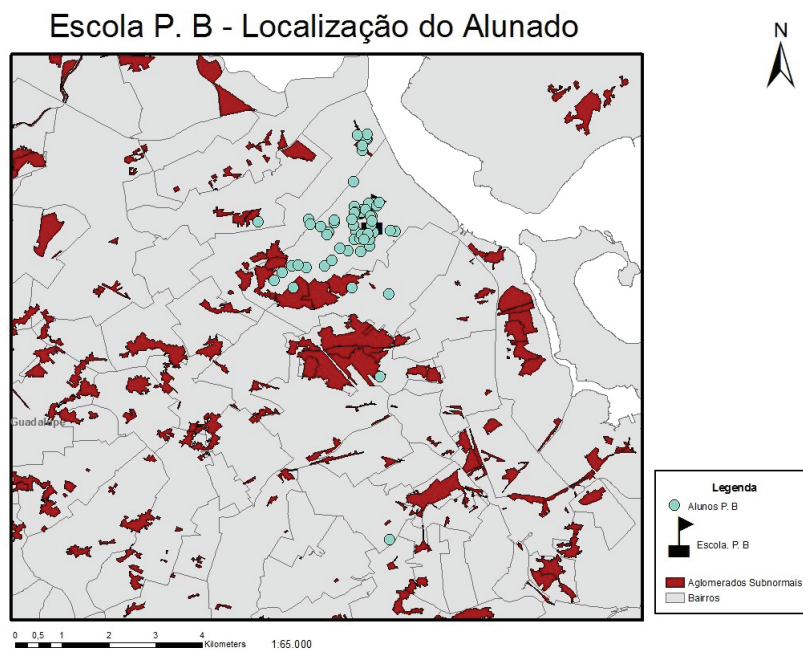 Escola P. B - Localização do Alunado
N
Guadalupe
Legenda
Alunos P. B
Escola. P. B
Aglomerados Subnormais
Bairros
0 0,5 1 2 3 4
Kilometers
1:65.000